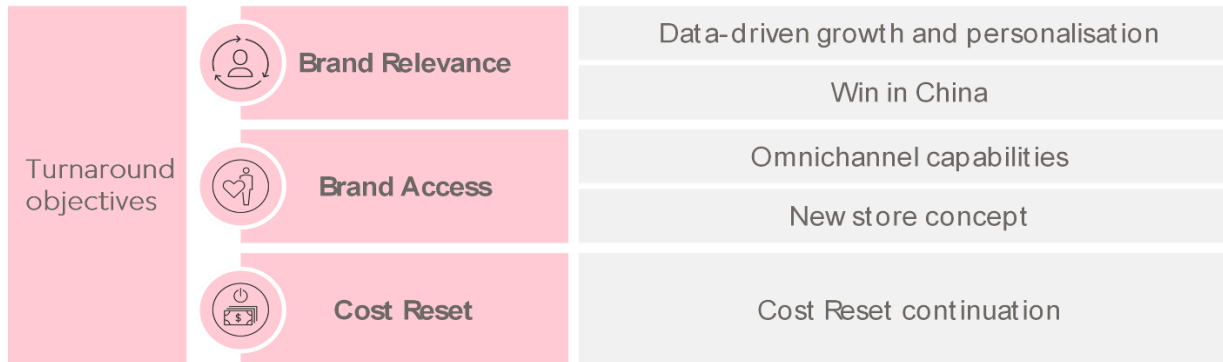 Turnaround
objectives
Brand Relevance
Data-driven growth and personalisation
Win in China
Brand Access
Omnichannel capabilities
New store concept
Cost Reset
$
Cost Reset continuation